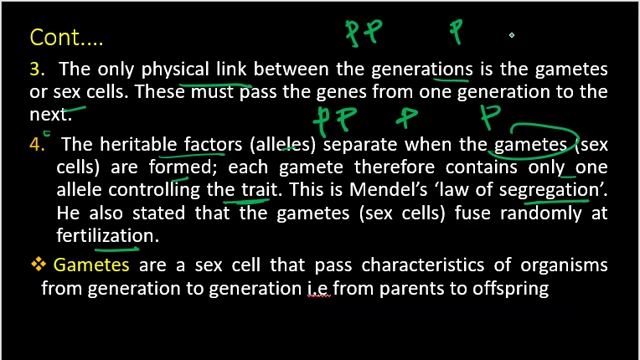 Cont....
PP P
3. The only physical link between the generations is the gametes
or sex cells. These must pass the genes from one generation to the
next.
PP P P
4. The heritable factors (alleles) separate when the gametes (sex
cells) are formed; each gamete therefore contains only one
allele controlling the trait. This is Mendel's 'law of segregation'.
He also stated that the gametes (sex cells) fuse randomly at
fertilization.
❖ Gametes are a sex cell that pass characteristics of organisms
from generation to generation i.e from parents to offspring